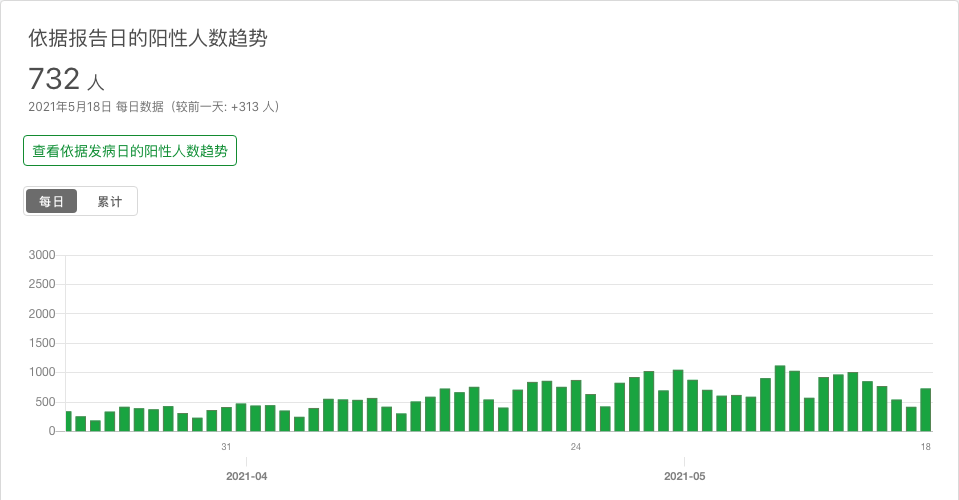 依据报告日的阳性人数趋势
732 人
2021年5月18日 每日数据（较前一天: +313 人）
查看依据发病日的阳性人数趋势
每日 累计
3000
2500
2000
1500
1000
500
0
31 24 18
2021-04 2021-05